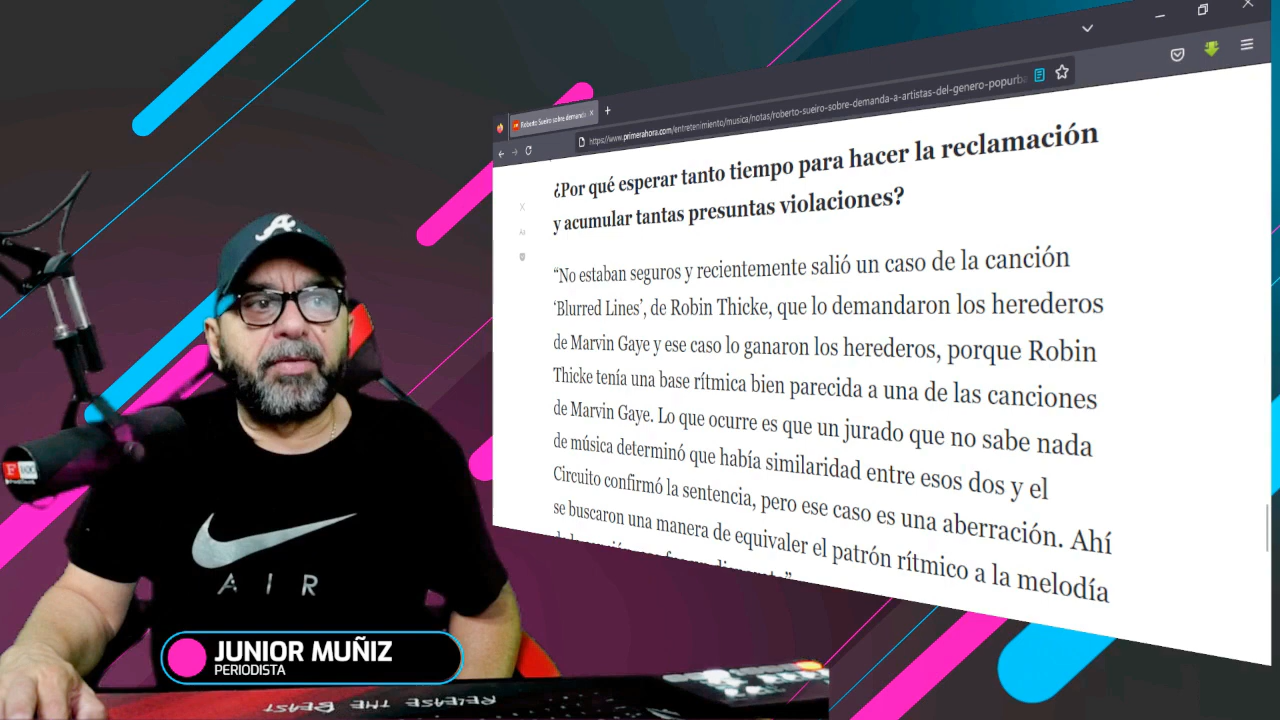 Roberto Sueiro sobre demanda
https://www.primerahora.com/entretenimiento/musica/notas/roberto-sueiro-sobre-demanda-a-artistas-del-genero-popurba
¿Por qué esperar tanto tiempo para hacer la reclamación
y acumular tantas presuntas violaciones?
“No estaban seguros y recientemente salió un caso de la canción
‘Blurred Lines’, de Robin Thicke, que lo demandaron los herederos
de Marvin Gaye y ese caso lo ganaron los herederos, porque Robin
Thicke tenía una base rítmica bien parecida a una de las canciones
de Marvin Gaye. Lo que ocurre es que un jurado que no sabe nada
de música determinó que había similaridad entre esos dos y el
Circuito confirmó la sentencia, pero ese caso es una aberración. Ahí
se buscaron una manera de equivaler el patrón rítmico a la melodía
A
AIR
JUNIOR MUÑIZ
PERIODISTA
RELEASE THE BEAST